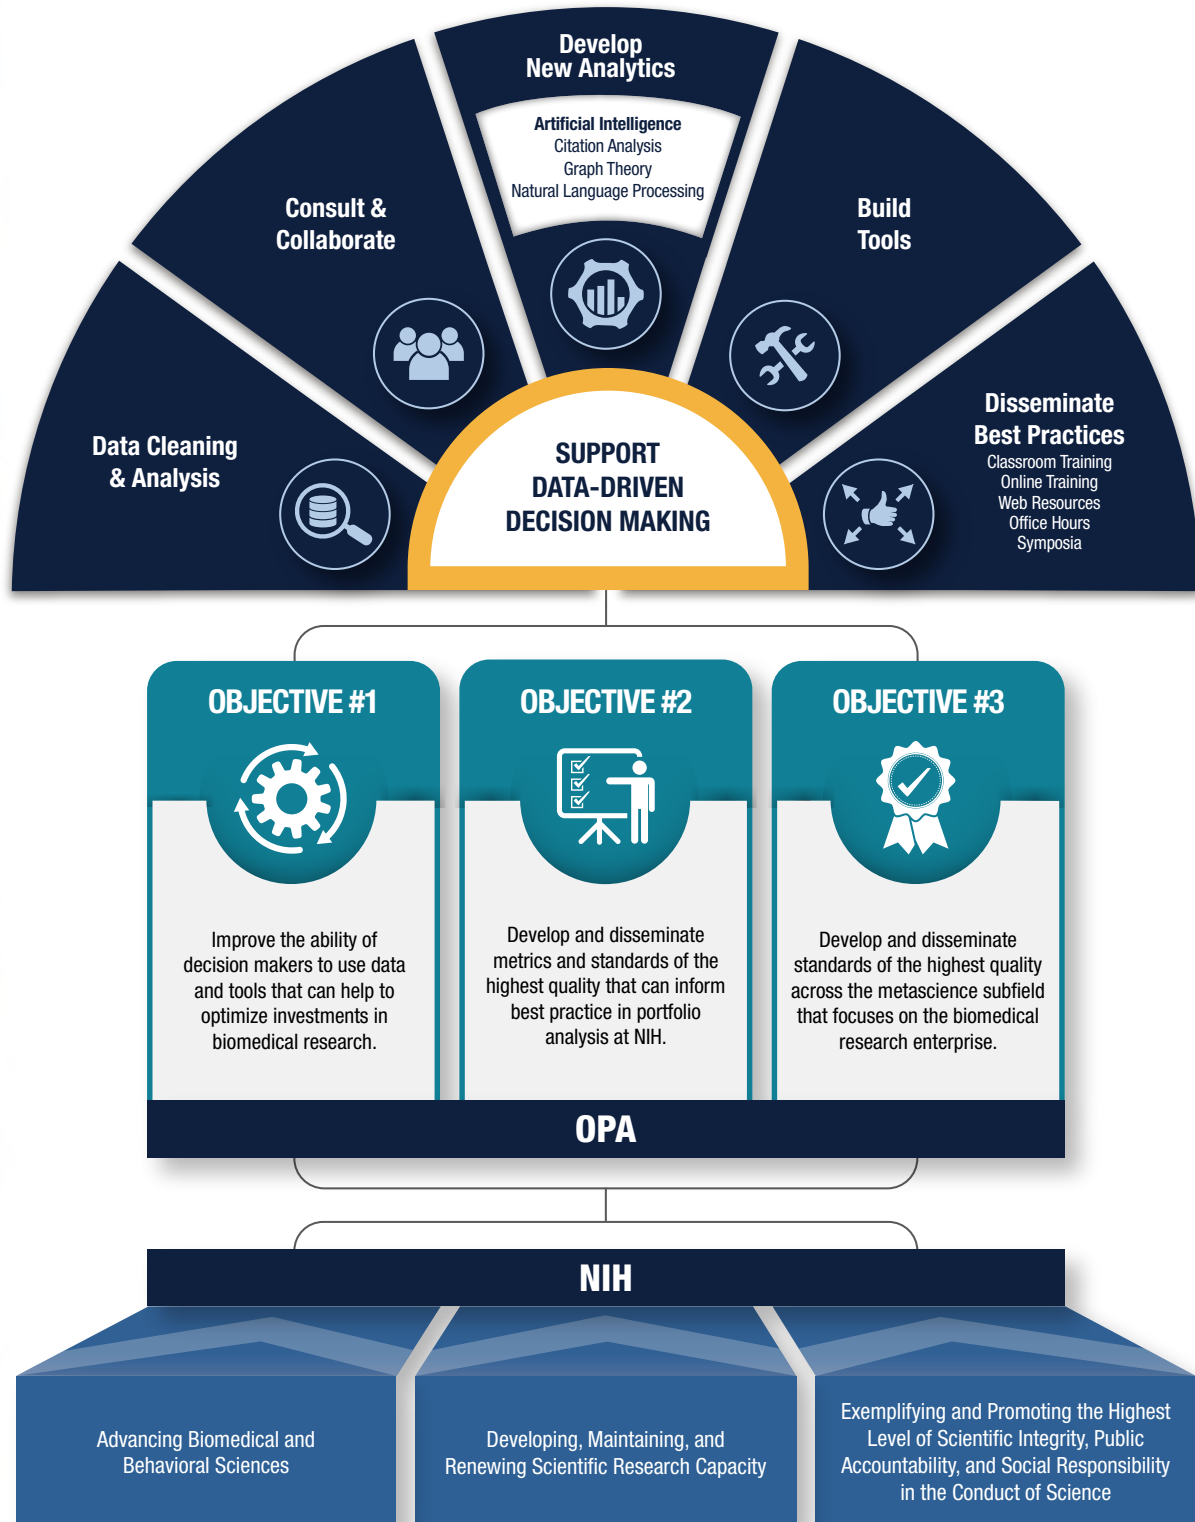 Develop
New Analytics
Artificial Intelligence
Citation Analysis
Graph Theory
Natural Language Processing
Consult &
Collaborate
Build
Tools
Data Cleaning
& Analysis
Disseminate
Best Practices
Classroom Training
Online Training
Web Resources
Office Hours
Symposia
SUPPORT
DATA-DRIVEN
DECISION MAKING
OBJECTIVE #1
Improve the ability of
decision makers to use data
and tools that can help to
optimize investments in
biomedical research.
OBJECTIVE #2
Develop and disseminate
metrics and standards of the
highest quality that can inform
best practice in portfolio
analysis at NIH.
OBJECTIVE #3
Develop and disseminate
standards of the highest quality
across the metascience subfield
that focuses on the biomedical
research enterprise.
OPA
NIH
Advancing Biomedical and
Behavioral Sciences
Developing, Maintaining, and
Renewing Scientific Research Capacity
Exemplifying and Promoting the Highest
Level of Scientific Integrity, Public
Accountability, and Social Responsibility
in the Conduct of Science